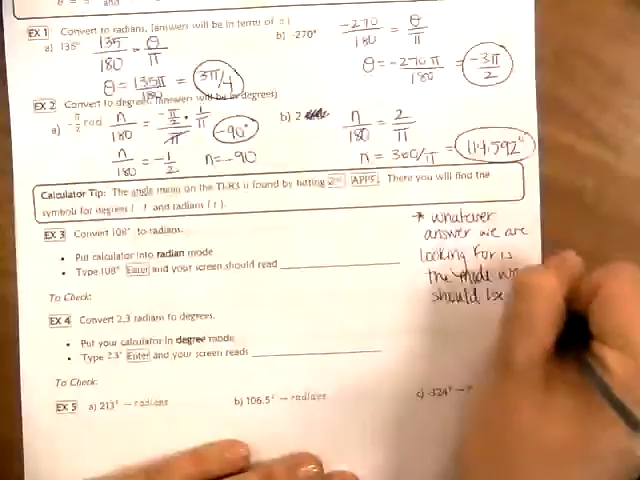 and
EX 1 Convert to radians. (answers will be in terms of π)
a) 135° 135/180 = θ/π
θ = 135π/180 = 3π/4
b) -270° -270/180 = θ/π
θ = -270π/180 = -3π/2
EX 2 Convert to degrees. (answers will be in degrees)
a) -π/2 rad n/180 = -π/2/π · 1/π -90°
n/180 = -1/2 n = -90
b) 2 n/180 = 2/π
n = 360/π = 114.592°
Calculator Tip: The angle menu on the TI-83 is found by hitting 2nd APPS. There you will find the
symbol for degrees ( ° ) and radians ( r ).
EX 3 Convert 108° to radians.
• Put calculator into radian mode
• Type 108° Enter and your screen should read
To Check:
* whatever
answer we are
looking for is
the mode we
should use
EX 4 Convert 2.3 radians to degrees.
• Put your calculator in degree mode
• Type 2.3r Enter and your screen reads
To Check:
EX 5 a) 213° → radians b) 106.5° → radians c) -324° →